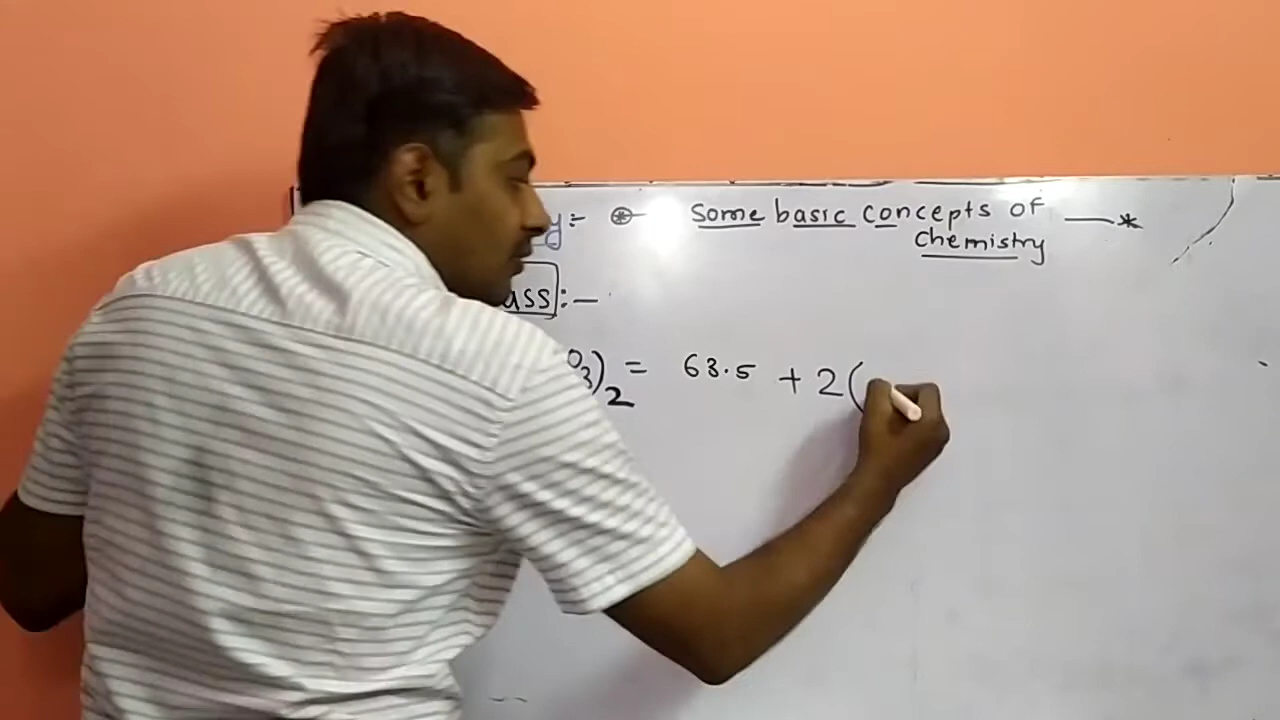 y:- ⊛— Some basic concepts of —*
chemistry
ass :—
O3)2 = 63.5 + 2(